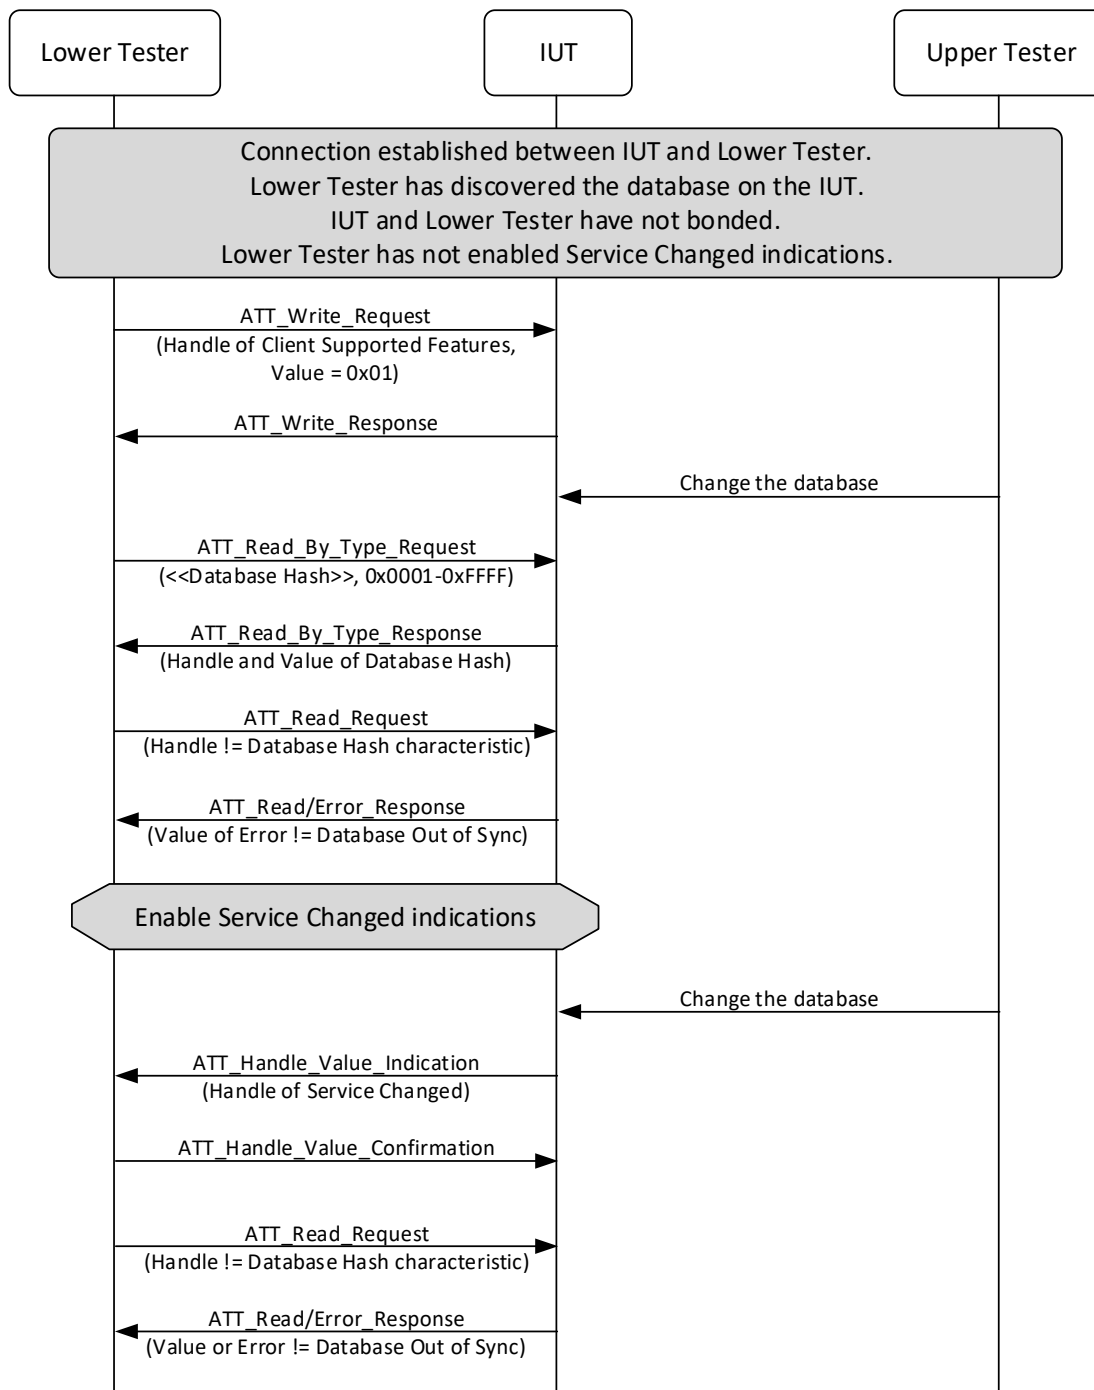 Lower Tester
IUT
Upper Tester
Connection established between IUT and Lower Tester.
Lower Tester has discovered the database on the IUT.
IUT and Lower Tester have not bonded.
Lower Tester has not enabled Service Changed indications.
ATT_Write_Request
(Handle of Client Supported Features,
Value = 0x01)
ATT_Write_Response
Change the database
ATT_Read_By_Type_Request
(<<Database Hash>>, 0x0001-0xFFFF)
ATT_Read_By_Type_Response
(Handle and Value of Database Hash)
ATT_Read_Request
(Handle != Database Hash characteristic)
ATT_Read/Error_Response
(Value of Error != Database Out of Sync)
Enable Service Changed indications
Change the database
ATT_Handle_Value_Indication
(Handle of Service Changed)
ATT_Handle_Value_Confirmation
ATT_Read_Request
(Handle != Database Hash characteristic)
ATT_Read/Error_Response
(Value or Error != Database Out of Sync)